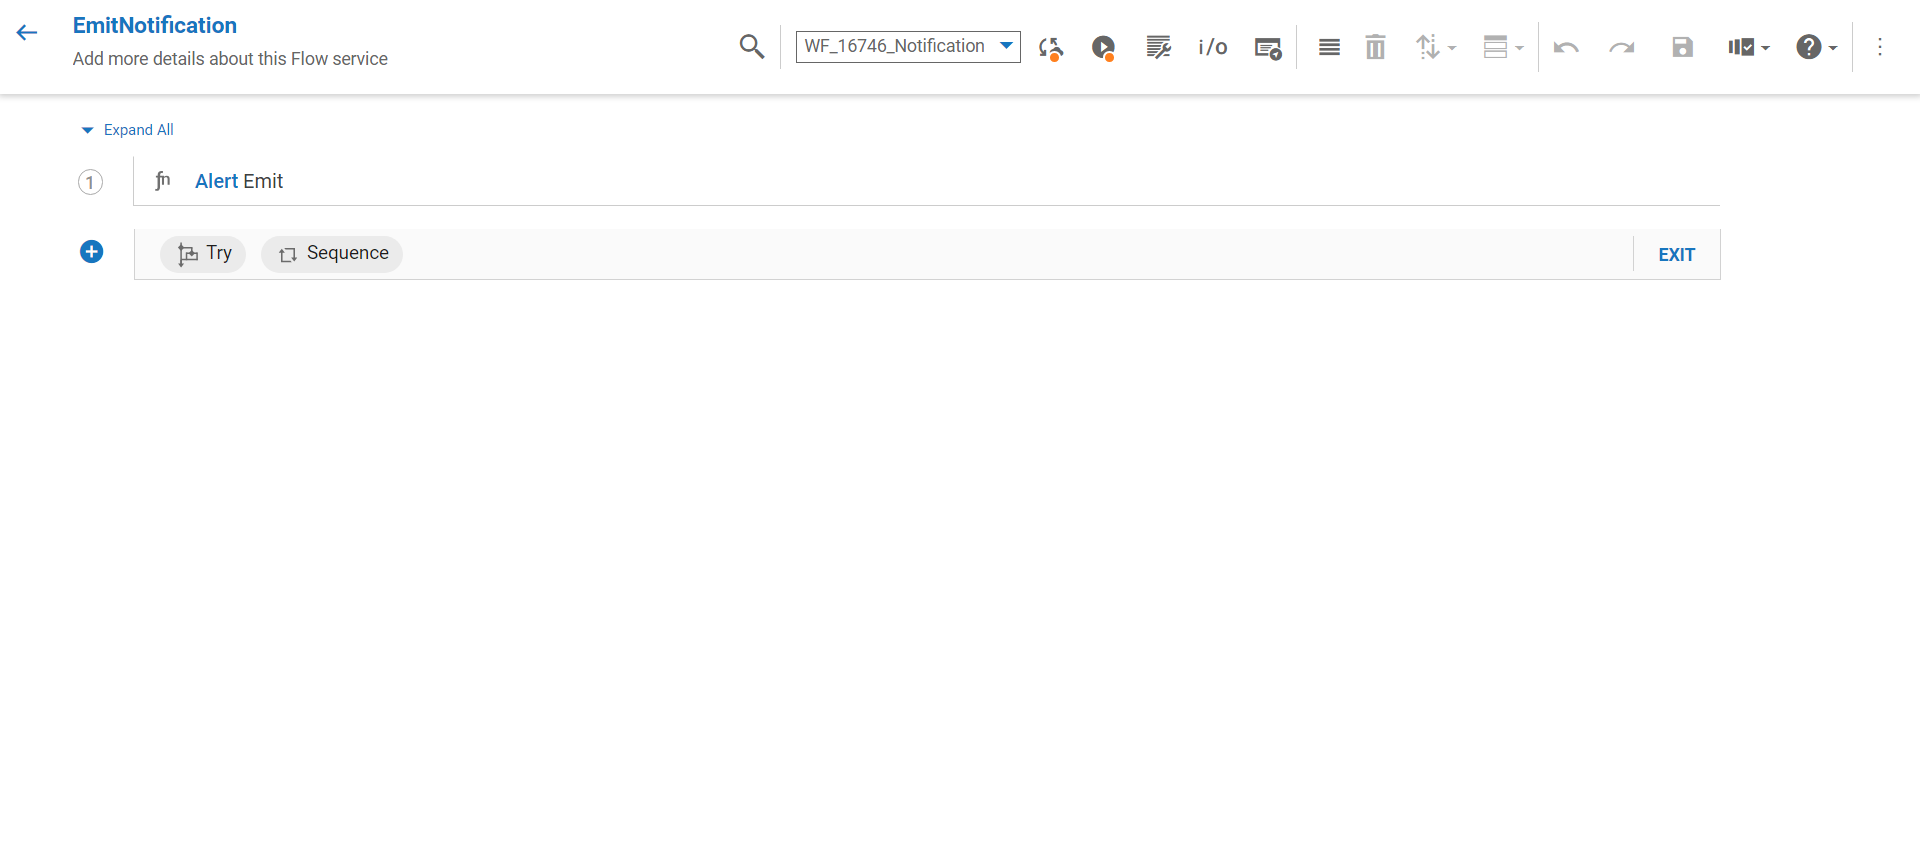 EmitNotification
Add more details about this Flow service
WF_16746_Notification
i/o
?
Expand All
1
fn Alert Emit
Try
Sequence
EXIT